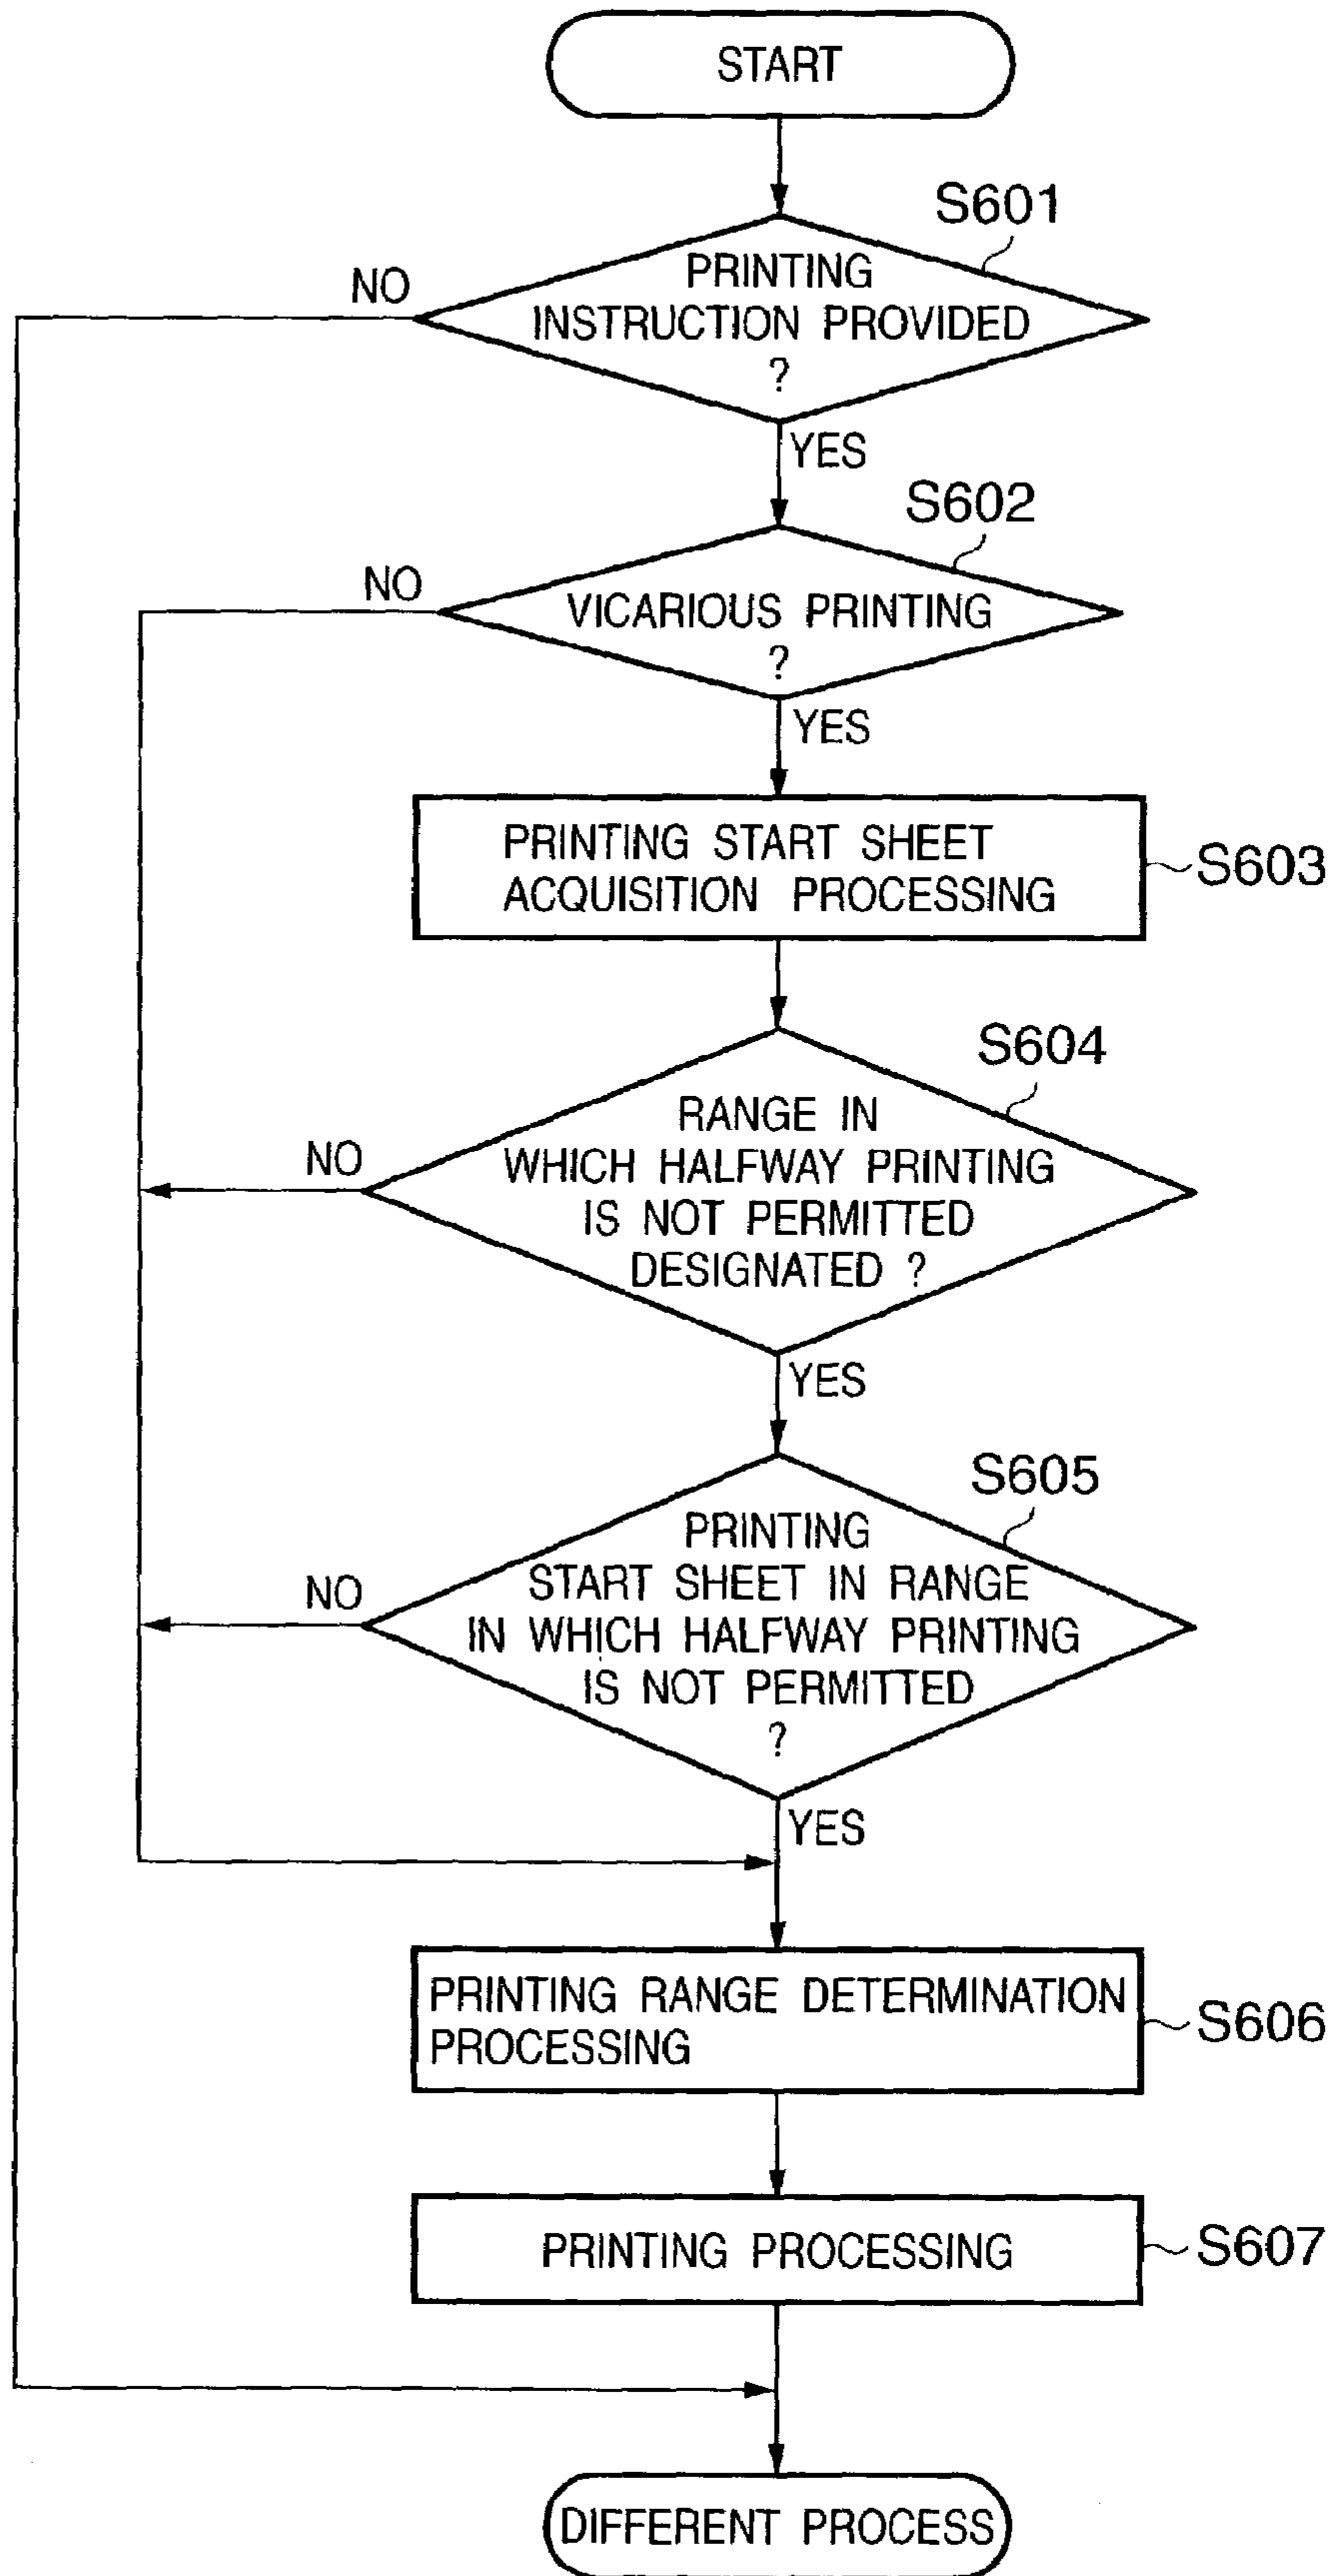 START
S601
NO
PRINTING
INSTRUCTION PROVIDED
?
YES
S602
NO
VICARIOUS PRINTING
?
YES
PRINTING START SHEET
ACQUISITION PROCESSING
S603
S604
NO
RANGE IN
WHICH HALFWAY PRINTING
IS NOT PERMITTED
DESIGNATED ?
YES
S605
NO
PRINTING
START SHEET IN RANGE
IN WHICH HALFWAY PRINTING
IS NOT PERMITTED
?
YES
PRINTING RANGE DETERMINATION
PROCESSING
S606
PRINTING PROCESSING
S607
DIFFERENT PROCESS